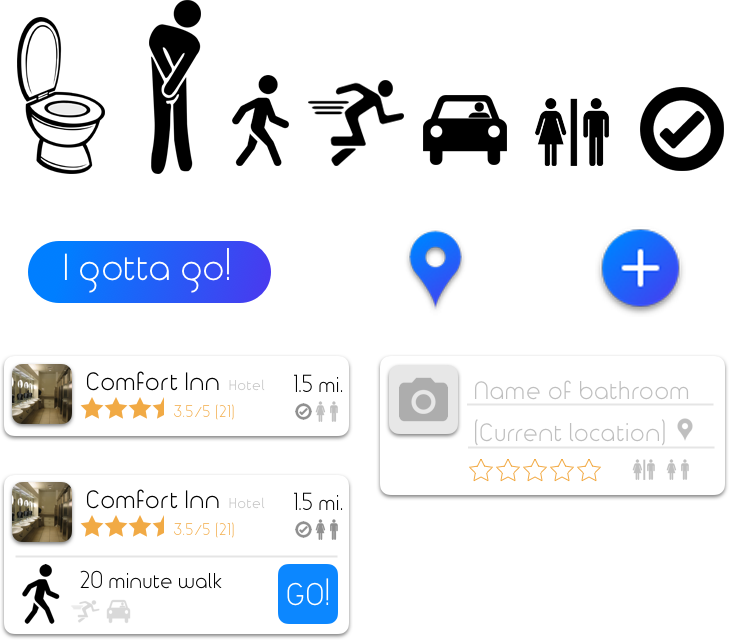 I gotta go!
Comfort Inn Hotel 1.5 mi.
3.5/5 (21)
Name of bathroom
(Current location)
Comfort Inn Hotel 1.5 mi.
3.5/5 (21)
20 minute walk
GO!